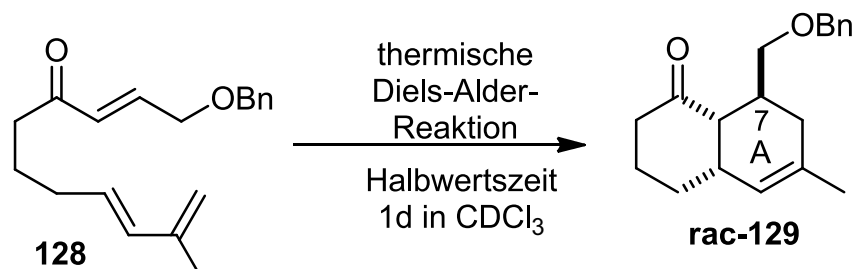 O
OBn
128
thermische
Diels-Alder-
Reaktion
Halbwertszeit
1d in CDCl₃
OBn
O
7
A
rac-129